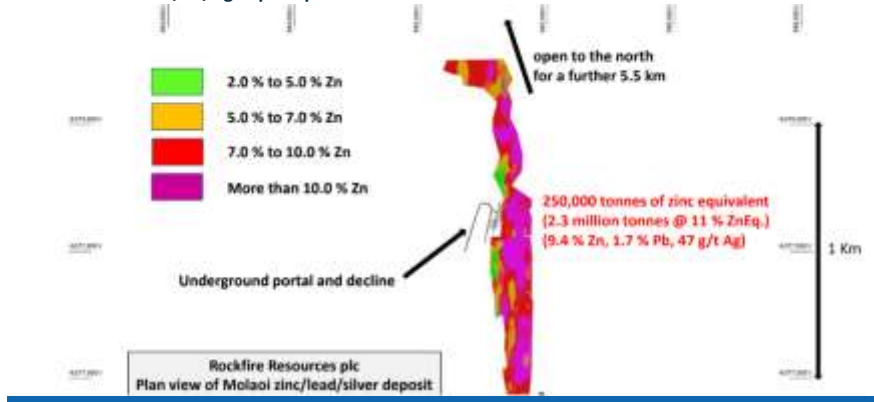 2.0 % to 5.0 % Zn
5.0 % to 7.0 % Zn
7.0 % to 10.0 % Zn
More than 10.0 % Zn
open to the north
for a further 5.5 km
250,000 tonnes of zinc equivalent
(2.3 million tonnes @ 11 % ZnEq.)
(9.4 % Zn, 1.7 % Pb, 47 g/t Ag)
1 Km
Underground portal and decline
Rockfire Resources plc
Plan view of Molaoi zinc/lead/silver deposit